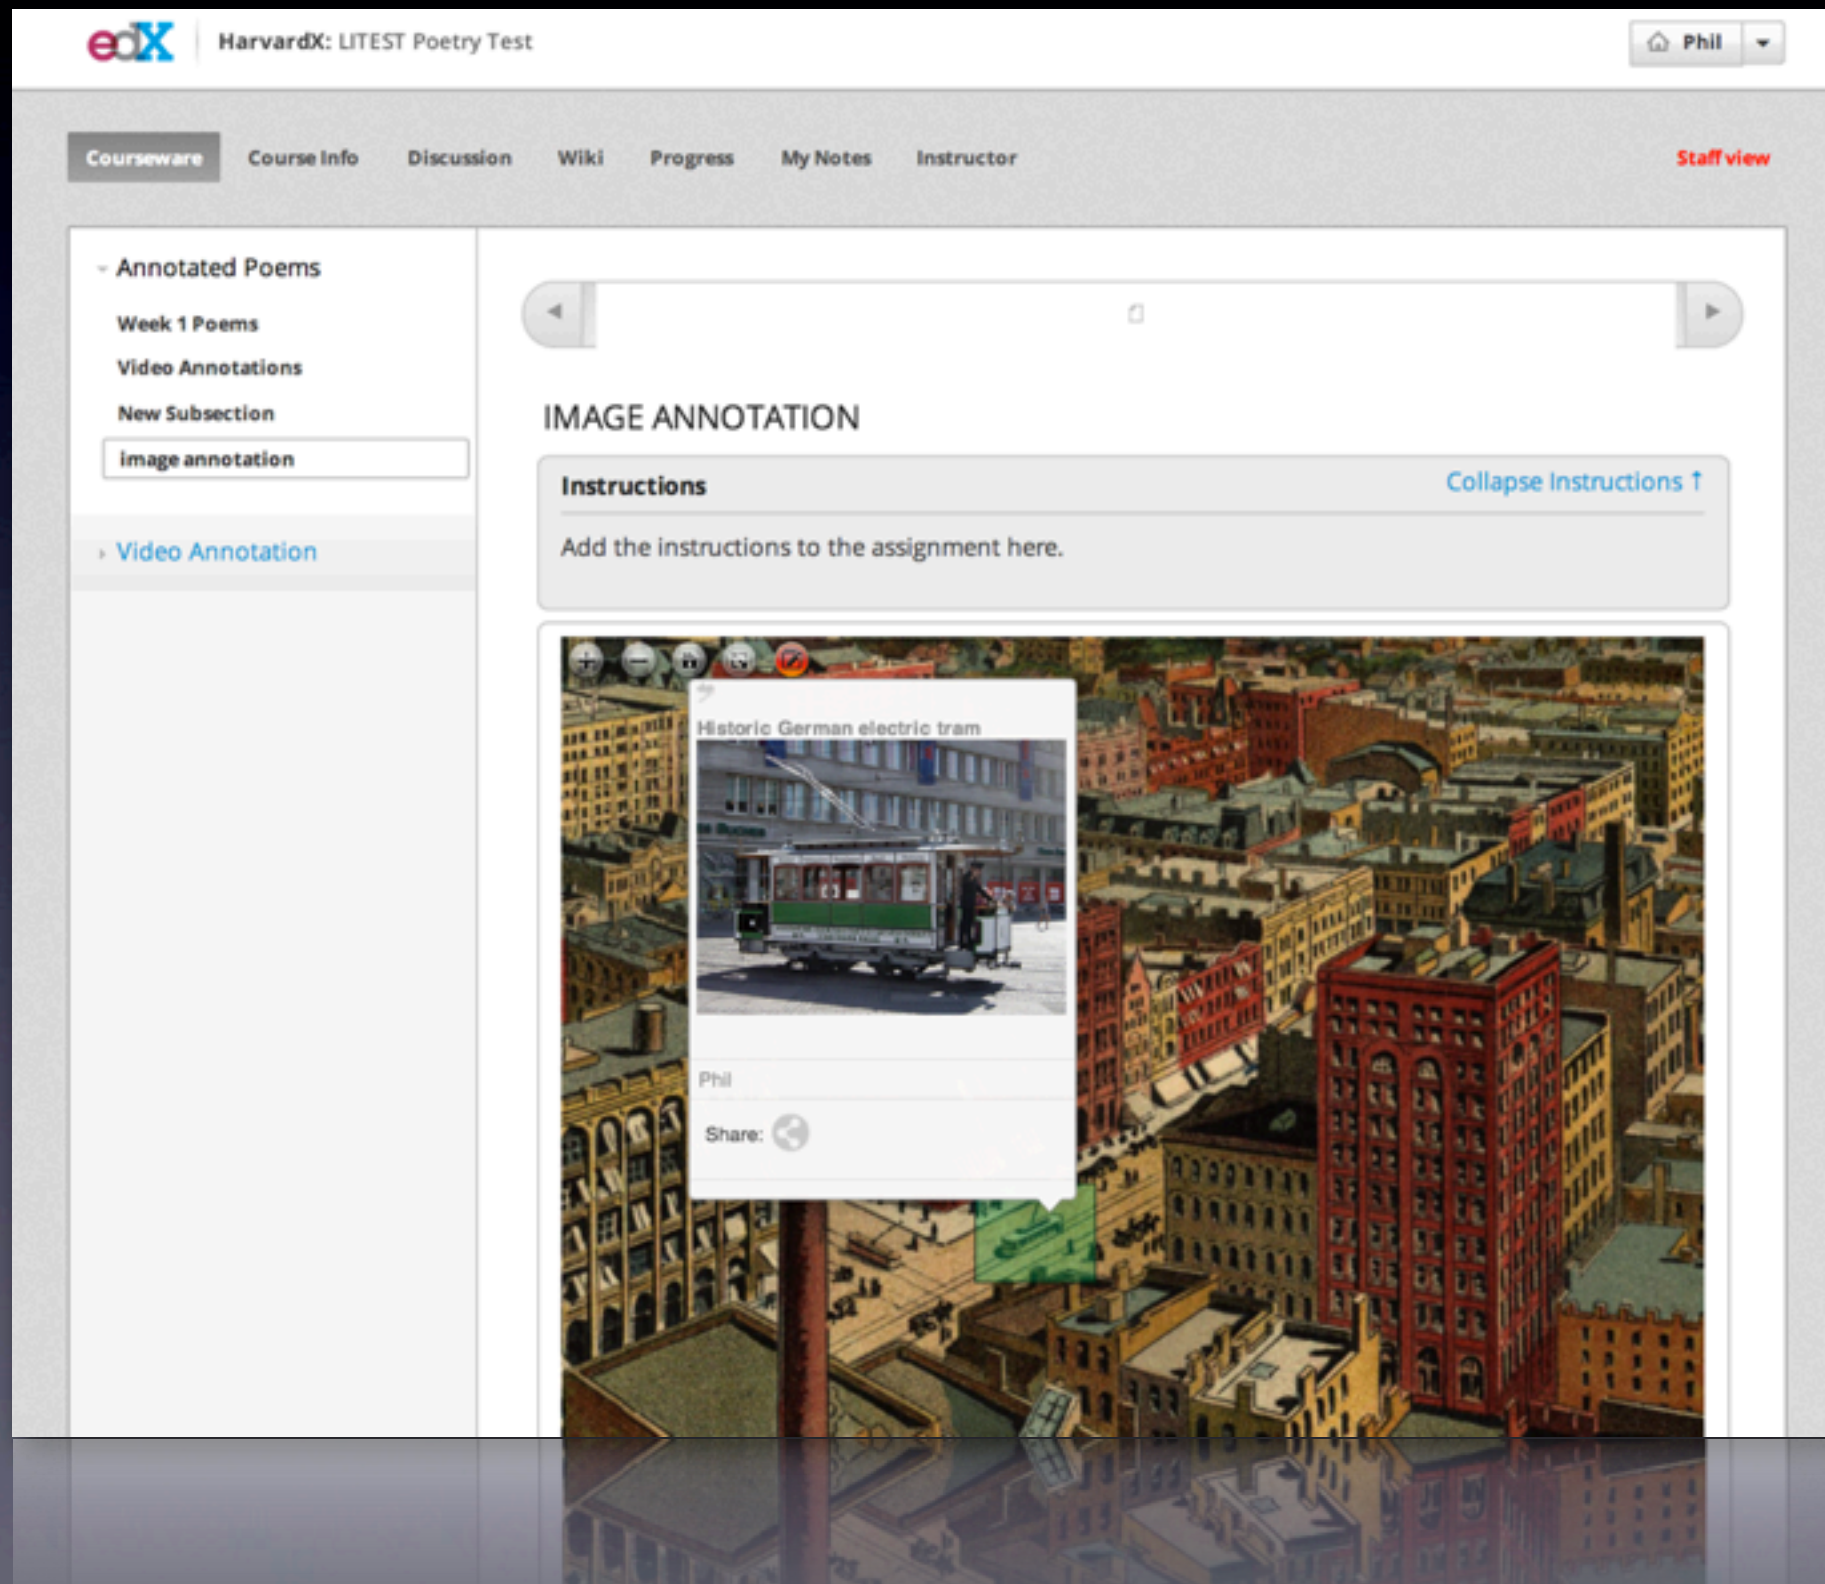 edX
HarvardX: LITEST Poetry Test
Phil
Courseware
Course Info
Discussion
Wiki
Progress
My Notes
Instructor
Staff view
Annotated Poems
Week 1 Poems
Video Annotations
New Subsection
image annotation
Video Annotation
IMAGE ANNOTATION
Instructions
Collapse Instructions ↑
Add the instructions to the assignment here.
Historic German electric tram
Phil
Share: